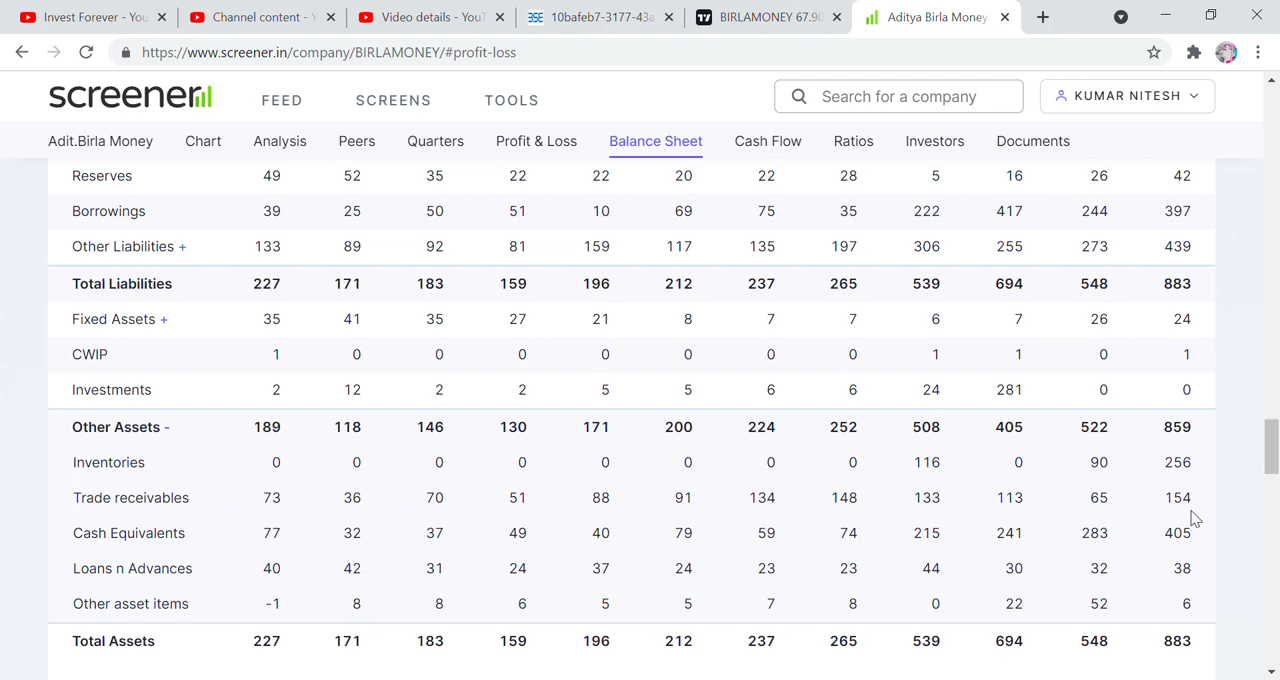 Invest Forever - You Channel content - Y Video details - YouT 10bafeb7-3177-43a BIRLAMONEY 67.90 Aditya Birla Money
https://www.screener.in/company/BIRLAMONEY/#profit-loss
screener FEED SCREENS TOOLS Search for a company KUMAR NITESH
Adit.Birla Money Chart Analysis Peers Quarters Profit & Loss Balance Sheet Cash Flow Ratios Investors Documents
Reserves 49 52 35 22 22 20 22 28 5 16 26 42
Borrowings 39 25 50 51 10 69 75 35 222 417 244 397
Other Liabilities + 133 89 92 81 159 117 135 197 306 255 273 439
Total Liabilities 227 171 183 159 196 212 237 265 539 694 548 883
Fixed Assets + 35 41 35 27 21 8 7 7 6 7 26 24
CWIP 1 0 0 0 0 0 0 0 1 1 0 1
Investments 2 12 2 2 5 5 6 6 24 281 0 0
Other Assets - 189 118 146 130 171 200 224 252 508 405 522 859
Inventories 0 0 0 0 0 0 0 0 116 0 90 256
Trade receivables 73 36 70 51 88 91 134 148 133 113 65 154
Cash Equivalents 77 32 37 49 40 79 59 74 215 241 283 405
Loans n Advances 40 42 31 24 37 24 23 23 44 30 32 38
Other asset items -1 8 8 6 5 5 7 8 0 22 52 6
Total Assets 227 171 183 159 196 212 237 265 539 694 548 883